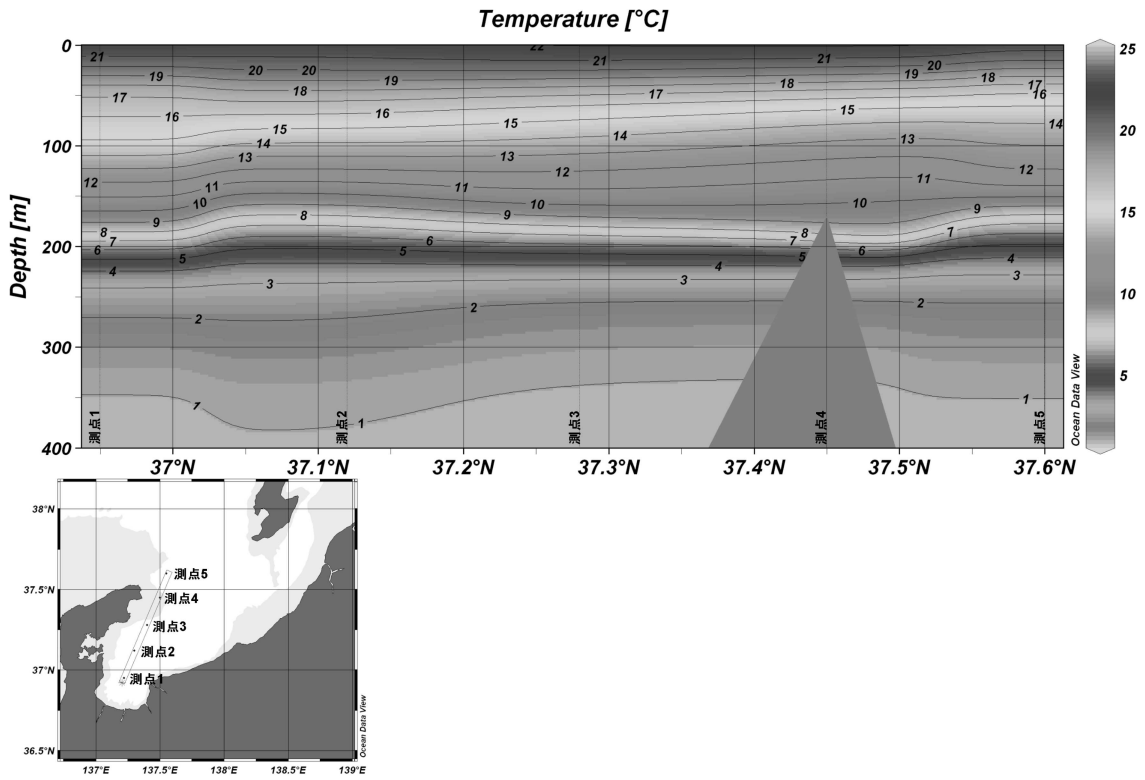 Temperature [°C]
0
100
200
300
400
Depth [m]
22
21 21 21
20 20 20
19 19 19
18 18 18
17 17 17
16 16 16
15 15 15
14 14 14
13 13 13
12 12 12
11 11 11
10 10 10
9 9 9
8 8 8
7 7 7
6 6 6
5 5 5
4 4 4
3 3 3
2 2 2
1 1 1
測点1
測点2
測点3
測点4
測点5
37°N
37.1°N
37.2°N
37.3°N
37.4°N
37.5°N
37.6°N
25
20
15
10
5
Ocean Data View
38°N
37.5°N
37°N
36.5°N
測点5
測点4
測点3
測点2
測点1
137°E
137.5°E
138°E
138.5°E
139°E
Ocean Data View